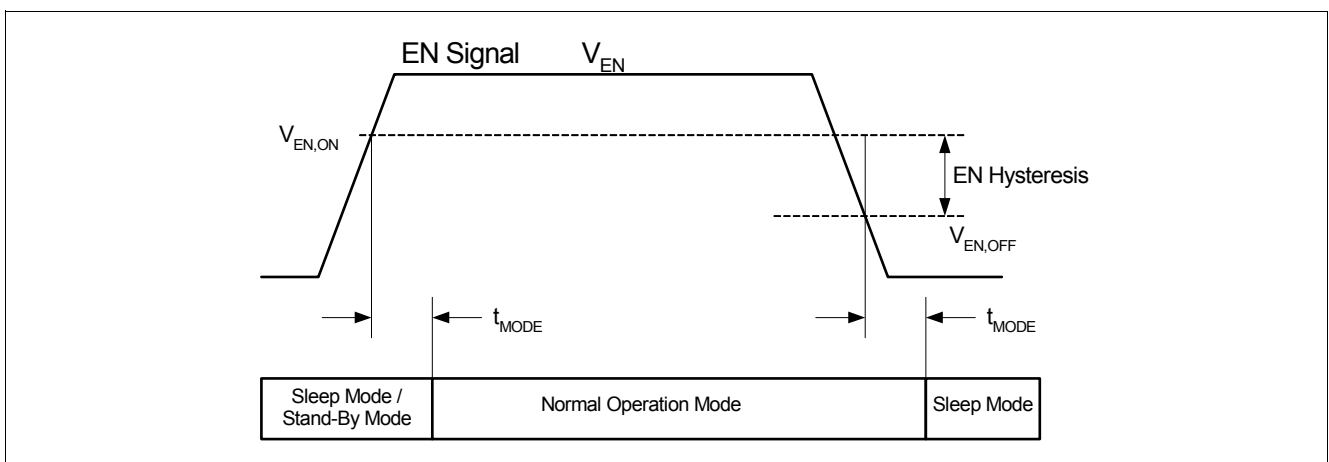 EN Signal V_EN
V_EN,ON
EN Hysteresis
V_EN,OFF
t_MODE
t_MODE
Sleep Mode /
Stand-By Mode
Normal Operation Mode
Sleep Mode